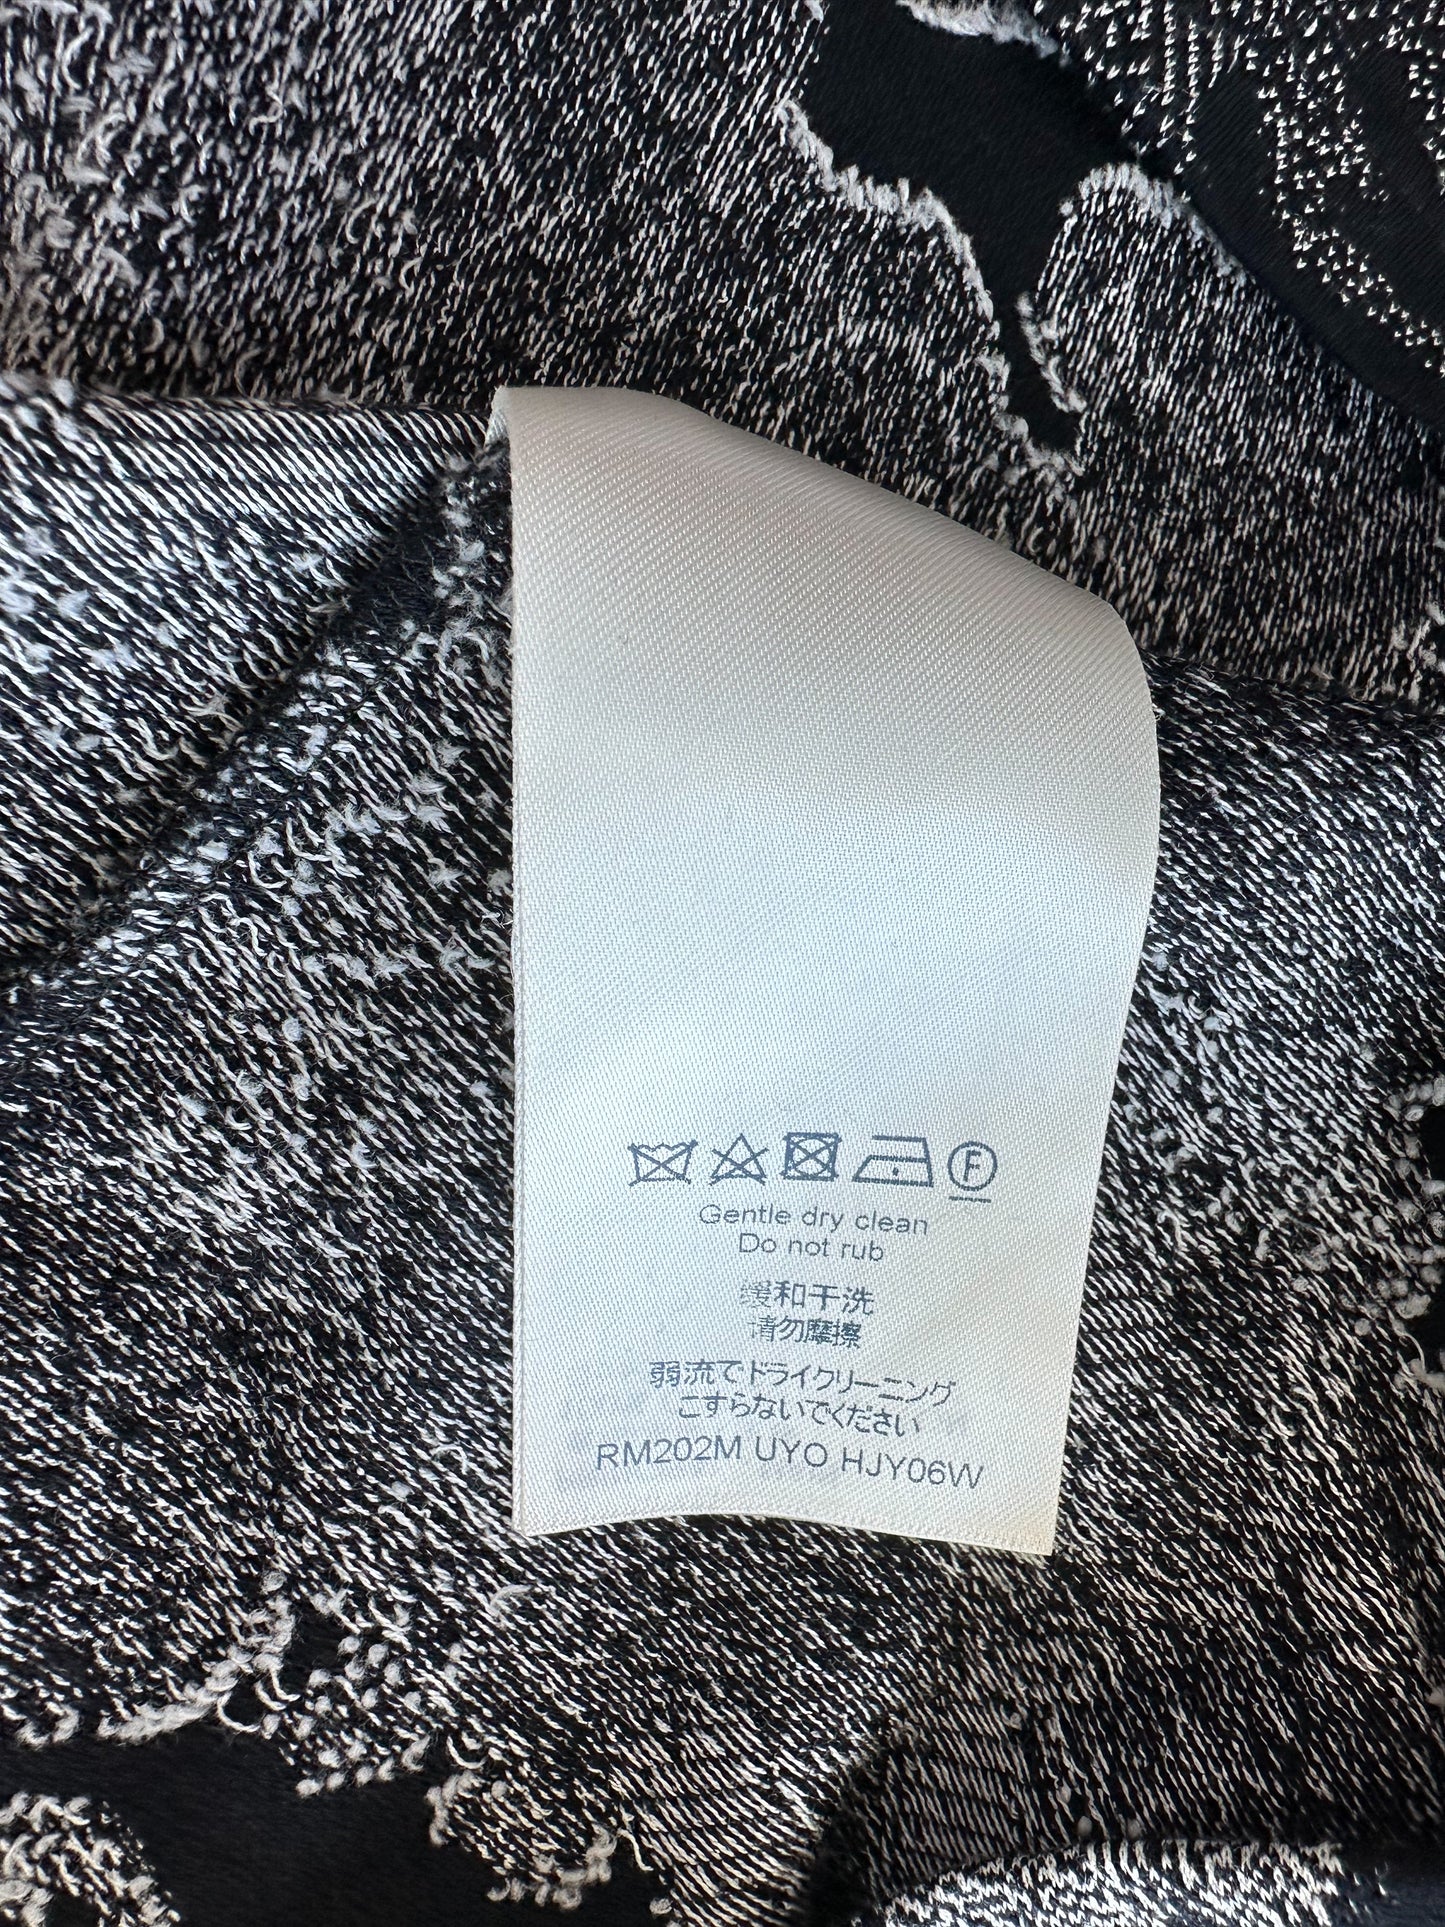 F
Gentle dry clean
Do not rub
缓和干洗
请勿摩擦
弱流でドライクリーニング
こすらないでください
RM202M UYO HJY06W